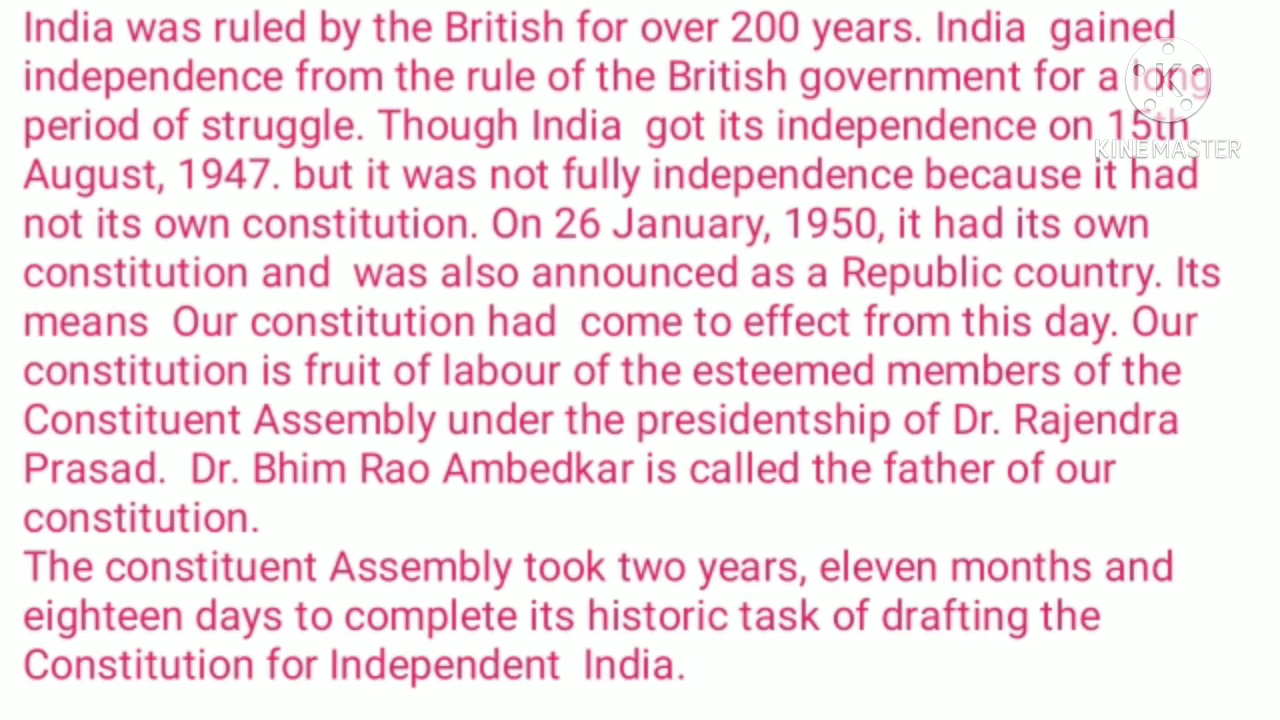 India was ruled by the British for over 200 years. India gained
independence from the rule of the British government for a long
period of struggle. Though India got its independence on 15th
August, 1947. but it was not fully independence because it had
not its own constitution. On 26 January, 1950, it had its own
constitution and was also announced as a Republic country. Its
means Our constitution had come to effect from this day. Our
constitution is fruit of labour of the esteemed members of the
Constituent Assembly under the presidentship of Dr. Rajendra
Prasad. Dr. Bhim Rao Ambedkar is called the father of our
constitution.
The constituent Assembly took two years, eleven months and
eighteen days to complete its historic task of drafting the
Constitution for Independent India.
K
KINEMASTER